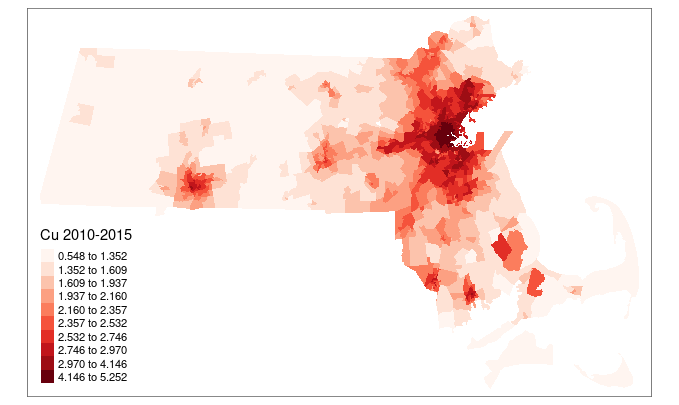 Cu 2010-2015
0.548 to 1.352
1.352 to 1.609
1.609 to 1.937
1.937 to 2.160
2.160 to 2.357
2.357 to 2.532
2.532 to 2.746
2.746 to 2.970
2.970 to 4.146
4.146 to 5.252